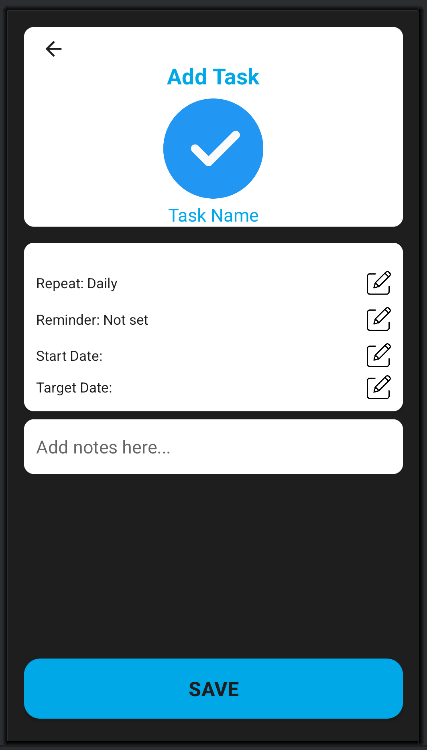 Add Task
Task Name
Repeat: Daily
Reminder: Not set
Start Date:
Target Date:
Add notes here...
SAVE